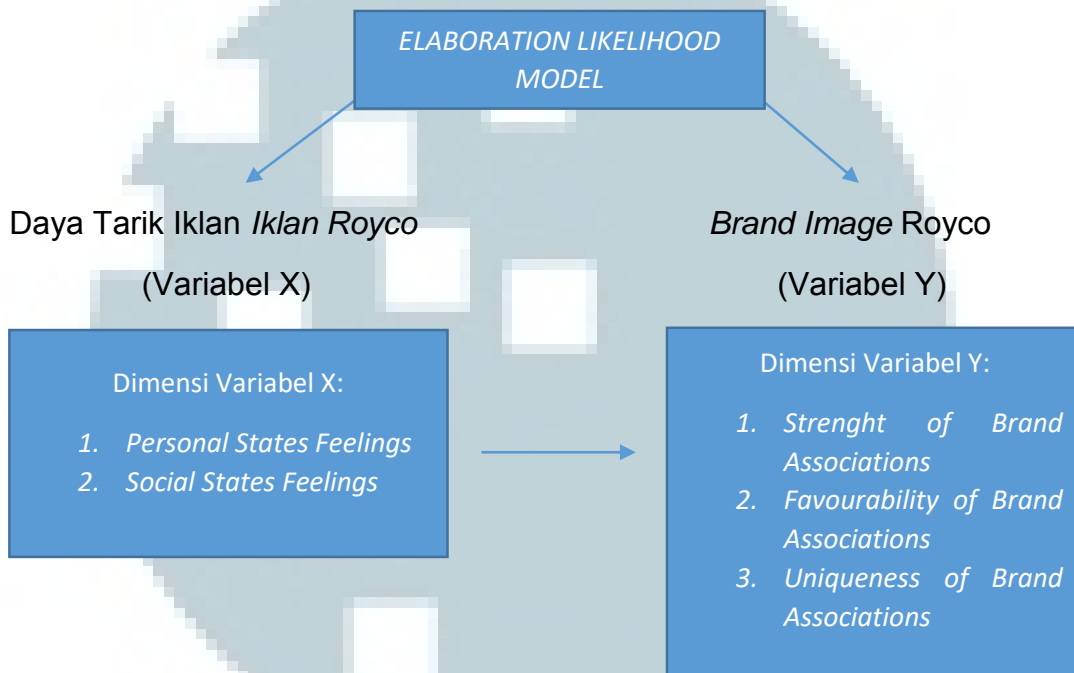 ELABORATION LIKELIHOOD
MODEL
Daya Tarik Iklan Iklan Royco
(Variabel X)
Brand Image Royco
(Variabel Y)
Dimensi Variabel X:
1. Personal States Feelings
2. Social States Feelings
Dimensi Variabel Y:
1. Strenght of Brand
Associations
2. Favourability of Brand
Associations
3. Uniqueness of Brand
Associations